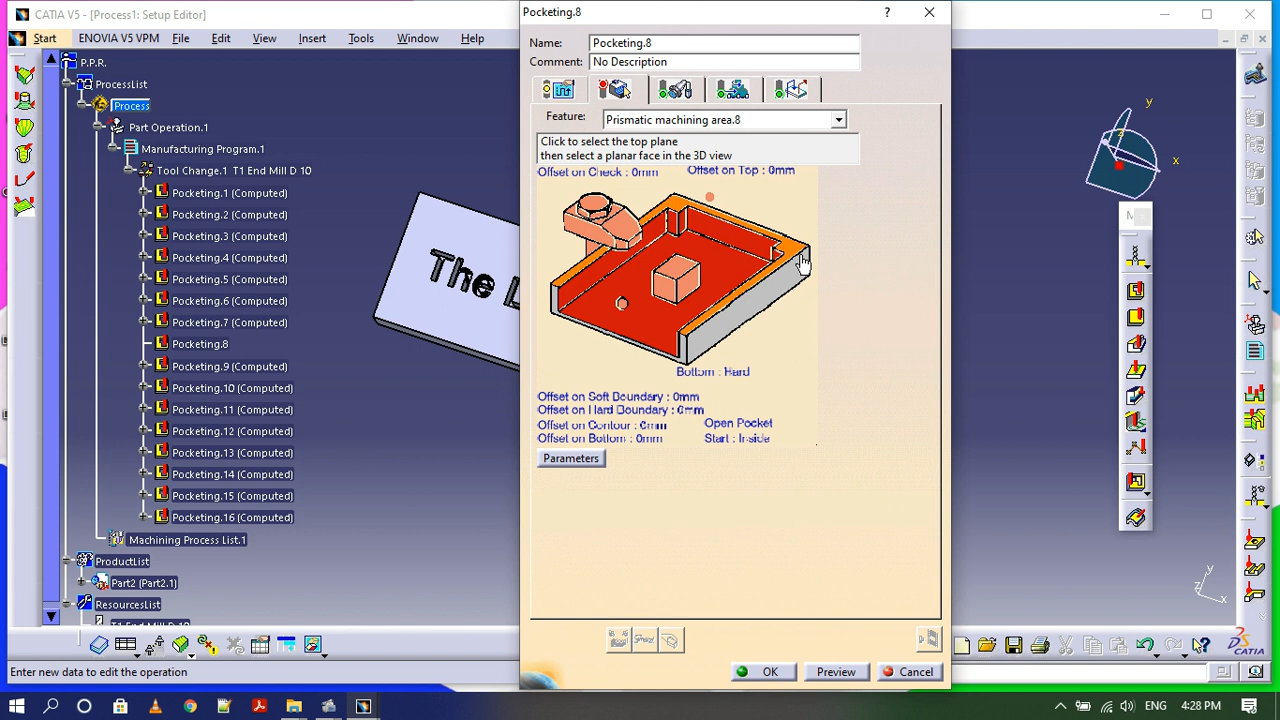 CATIA V5 - [Process1: Setup Editor]
Start
ENOVIA V5 VPM
File
Edit
View
Insert
Tools
Window
Help
P.P.R.
ProcessList
Process
Part Operation.1
Manufacturing Program.1
Tool Change.1 T1 End Mill D 10
Pocketing.1 (Computed)
Pocketing.2 (Computed)
Pocketing.3 (Computed)
Pocketing.4 (Computed)
Pocketing.5 (Computed)
Pocketing.6 (Computed)
Pocketing.7 (Computed)
Pocketing.8
Pocketing.9 (Computed)
Pocketing.10 (Computed)
Pocketing.11 (Computed)
Pocketing.12 (Computed)
Pocketing.13 (Computed)
Pocketing.14 (Computed)
Pocketing.15 (Computed)
Pocketing.16 (Computed)
Machining Process List.1
ProductList
Part2 (Part2.1)
ResourcesList
T1 End Mill D 10
The
Pocketing.8
?
Name: Pocketing.8
Comment: No Description
Feature: Prismatic machining area.8
Click to select the top plane
then select a planar face in the 3D view
Offset on Check : 0mm
Offset on Top : 0mm
Bottom : Hard
Offset on Soft Boundary : 0mm
Offset on Hard Boundary : 0mm
Offset on Contour : 0mm
Open Pocket
Offset on Bottom : 0mm
Start : Inside
Parameters
OK
Preview
Cancel
y
z
x
M
y
z
x
CATIA
Enter new data to edit the operation
ENG
4:28 PM